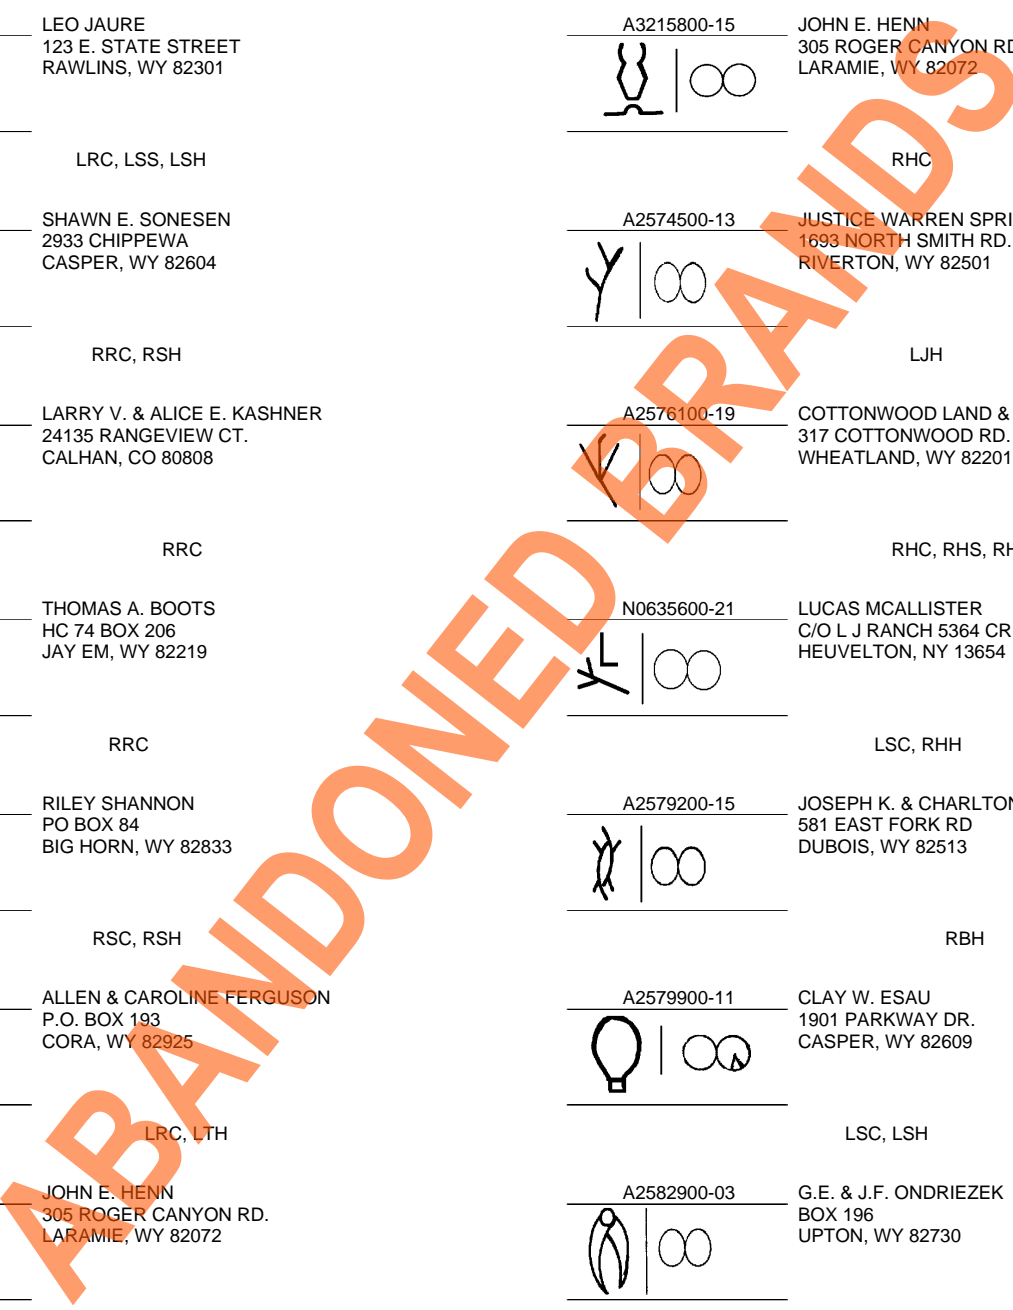 LEO JAURE
123 E. STATE STREET
RAWLINS, WY 82301
LRC, LSS, LSH
SHAWN E. SONESEN
2933 CHIPPEWA
CASPER, WY 82604
RRC, RSH
LARRY V. & ALICE E. KASHNER
24135 RANGEVIEW CT.
CALHAN, CO 80808
RRC
THOMAS A. BOOTS
HC 74 BOX 206
JAY EM, WY 82219
RRC
RILEY SHANNON
PO BOX 84
BIG HORN, WY 82833
RSC, RSH
ALLEN & CAROLINE FERGUSON
P.O. BOX 193
CORA, WY 82925
LRC, LTH
JOHN E. HENN
305 ROGER CANYON RD.
LARAMIE, WY 82072
A3215800-15
JOHN E. HENN
305 ROGER CANYON RD
LARAMIE, WY 82072
RHC
A2574500-13
JUSTICE WARREN SPRI
1693 NORTH SMITH RD.
RIVERTON, WY 82501
LJH
A2576100-19
COTTONWOOD LAND &
317 COTTONWOOD RD.
WHEATLAND, WY 82201
RHC, RHS, RH
N0635600-21
LUCAS MCALLISTER
C/O L J RANCH 5364 CR
HEUVELTON, NY 13654
LSC, RHH
A2579200-15
JOSEPH K. & CHARLTON
581 EAST FORK RD
DUBOIS, WY 82513
RBH
A2579900-11
CLAY W. ESAU
1901 PARKWAY DR.
CASPER, WY 82609
LSC, LSH
A2582900-03
G.E. & J.F. ONDRIEZEK
BOX 196
UPTON, WY 82730
ABANDONED BRANDS